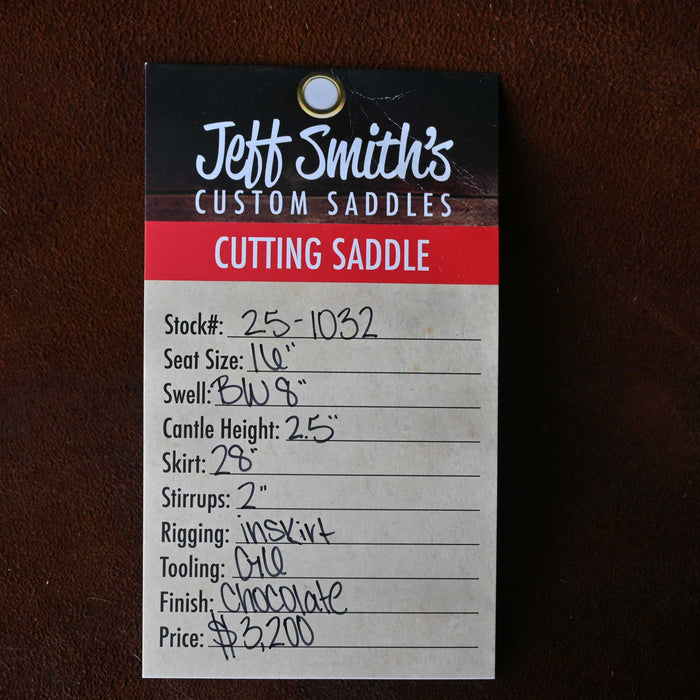 Jeff Smith's
CUSTOM SADDLES
CUTTING SADDLE
Stock#: 25-1032
Seat Size: 16"
Swell: BW 8"
Cantle Height: 2.5"
Skirt: 28"
Stirrups: 2"
Rigging: inskirt
Tooling:
Finish: Chocolate
Price: $3,200